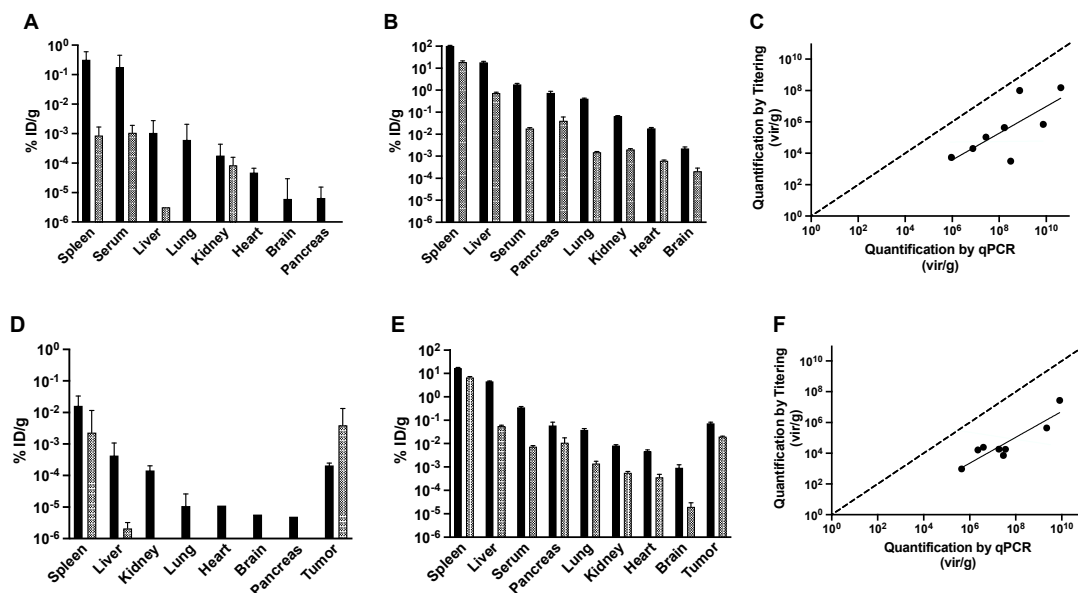 A
% ID/g
10^0
10^-1
10^-2
10^-3
10^-4
10^-5
10^-6
Spleen
Serum
Liver
Lung
Kidney
Heart
Brain
Pancreas
B
% ID/g
10^2
10^1
10^0
10^-1
10^-2
10^-3
10^-4
10^-5
10^-6
Spleen
Liver
Serum
Pancreas
Lung
Kidney
Heart
Brain
C
Quantification by Titering
(vir/g)
10^10
10^8
10^6
10^4
10^2
10^0
10^0 10^2 10^4 10^6 10^8 10^10
Quantification by qPCR
(vir/g)
D
% ID/g
10^0
10^-1
10^-2
10^-3
10^-4
10^-5
10^-6
Spleen
Liver
Kidney
Lung
Heart
Brain
Pancreas
Tumor
E
% ID/g
10^2
10^1
10^0
10^-1
10^-2
10^-3
10^-4
10^-5
10^-6
Spleen
Liver
Serum
Pancreas
Lung
Kidney
Heart
Brain
Tumor
F
Quantification by Titering
(vir/g)
10^10
10^8
10^6
10^4
10^2
10^0
10^0 10^2 10^4 10^6 10^8 10^10
Quantification by qPCR
(vir/g)